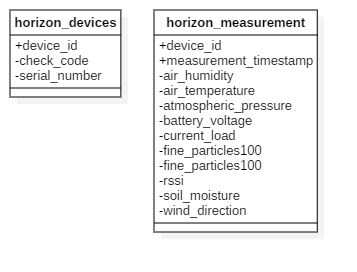 horizon_devices
+device_id
-check_code
-serial_number
horizon_measurement
+device_id
+measurement_timestamp
-air_humidity
-air_temperature
-atmospheric_pressure
-battery_voltage
-current_load
-fine_particles100
-fine_particles100
-rssi
-soil_moisture
-wind_direction